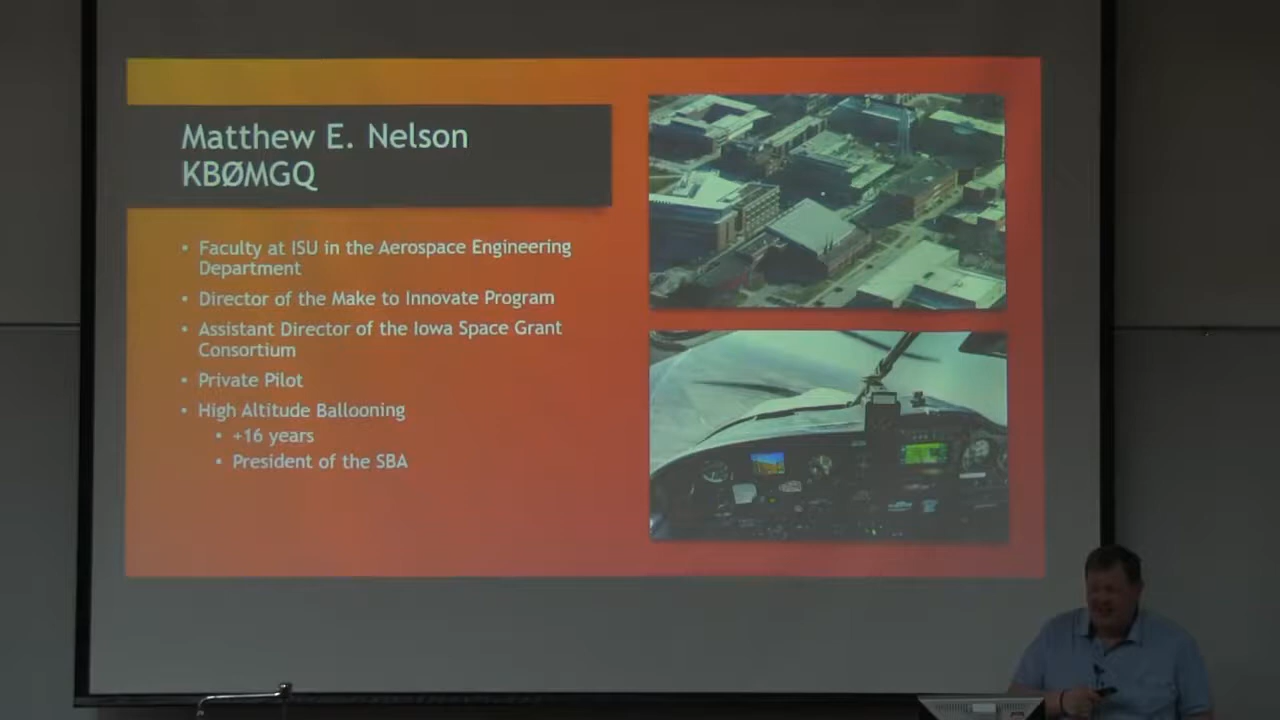 Matthew E. Nelson
KBØMGQ
• Faculty at ISU in the Aerospace Engineering
Department
• Director of the Make to Innovate Program
• Assistant Director of the Iowa Space Grant
Consortium
• Private Pilot
• High Altitude Ballooning
• +16 years
• President of the SBA